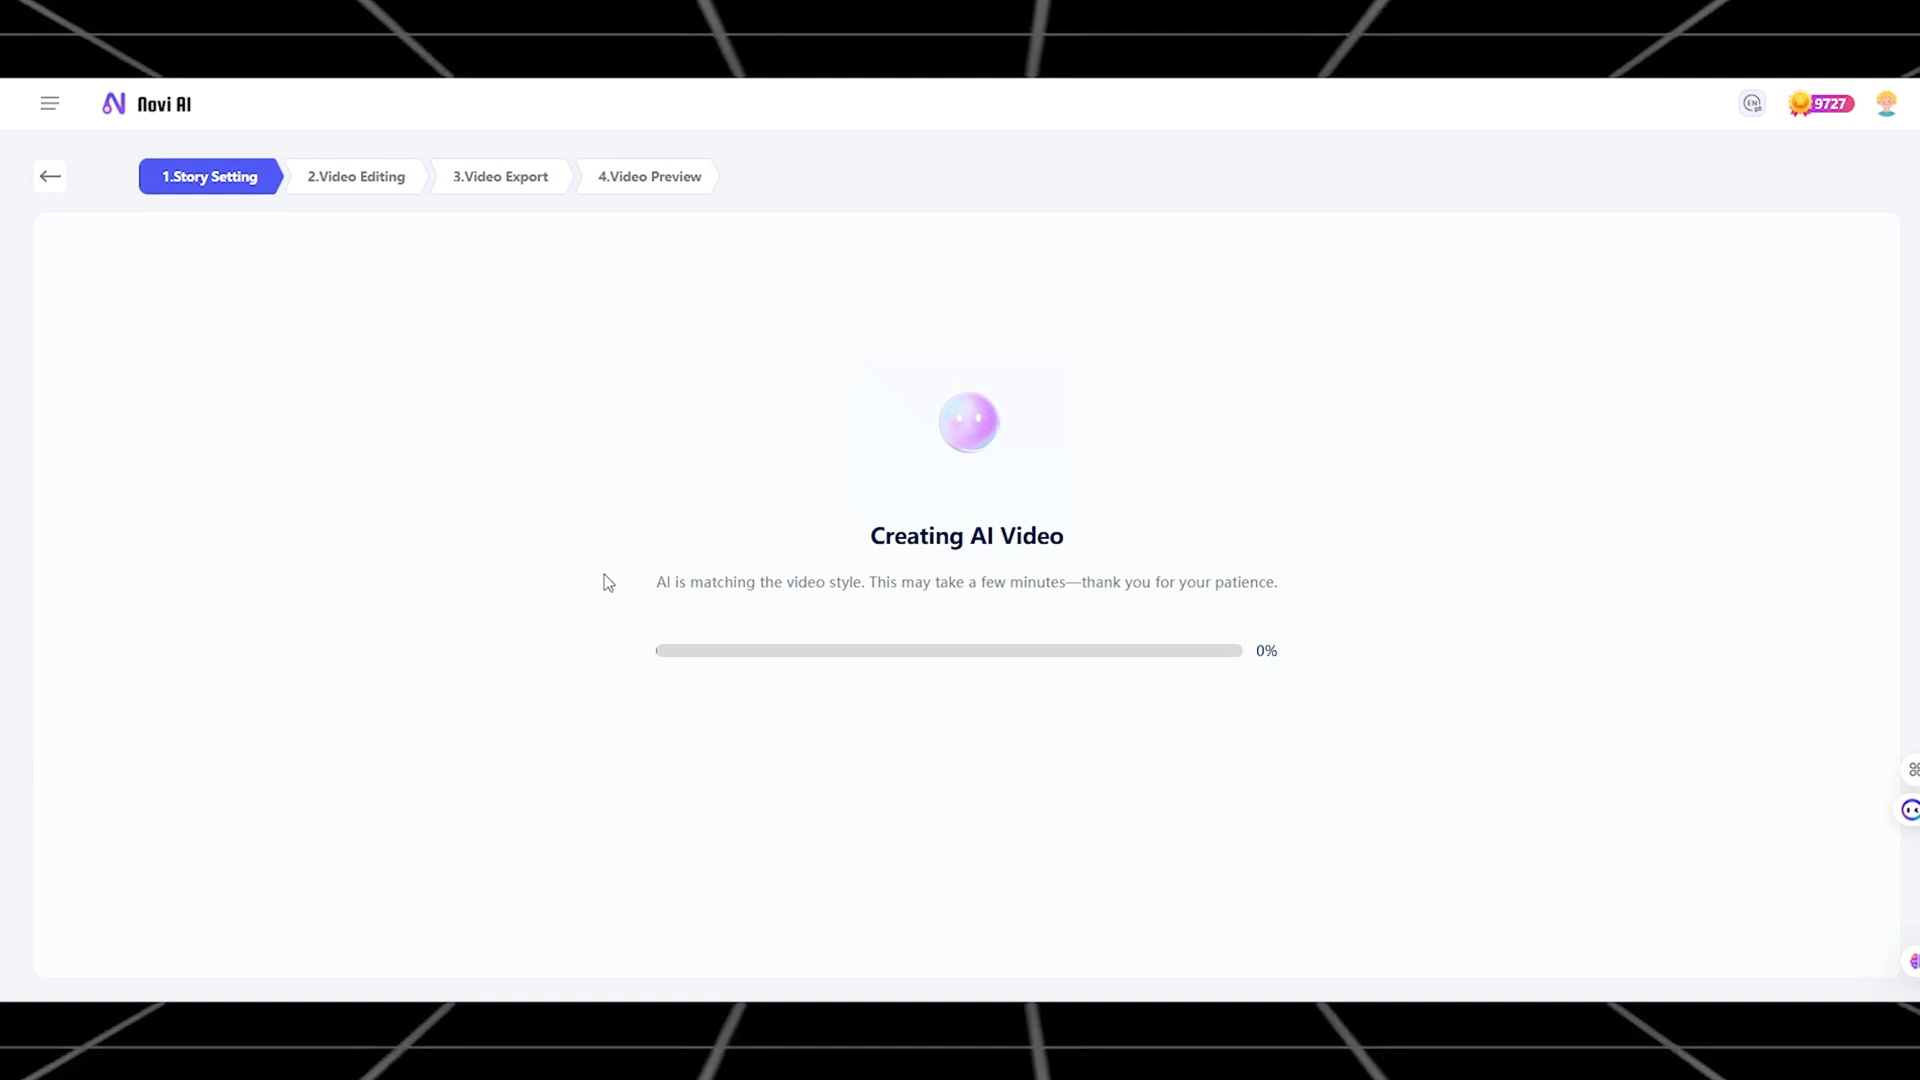 Novi AI
EN
9727
1.Story Setting
2.Video Editing
3.Video Export
4.Video Preview
Creating AI Video
AI is matching the video style. This may take a few minutes—thank you for your patience.
0%